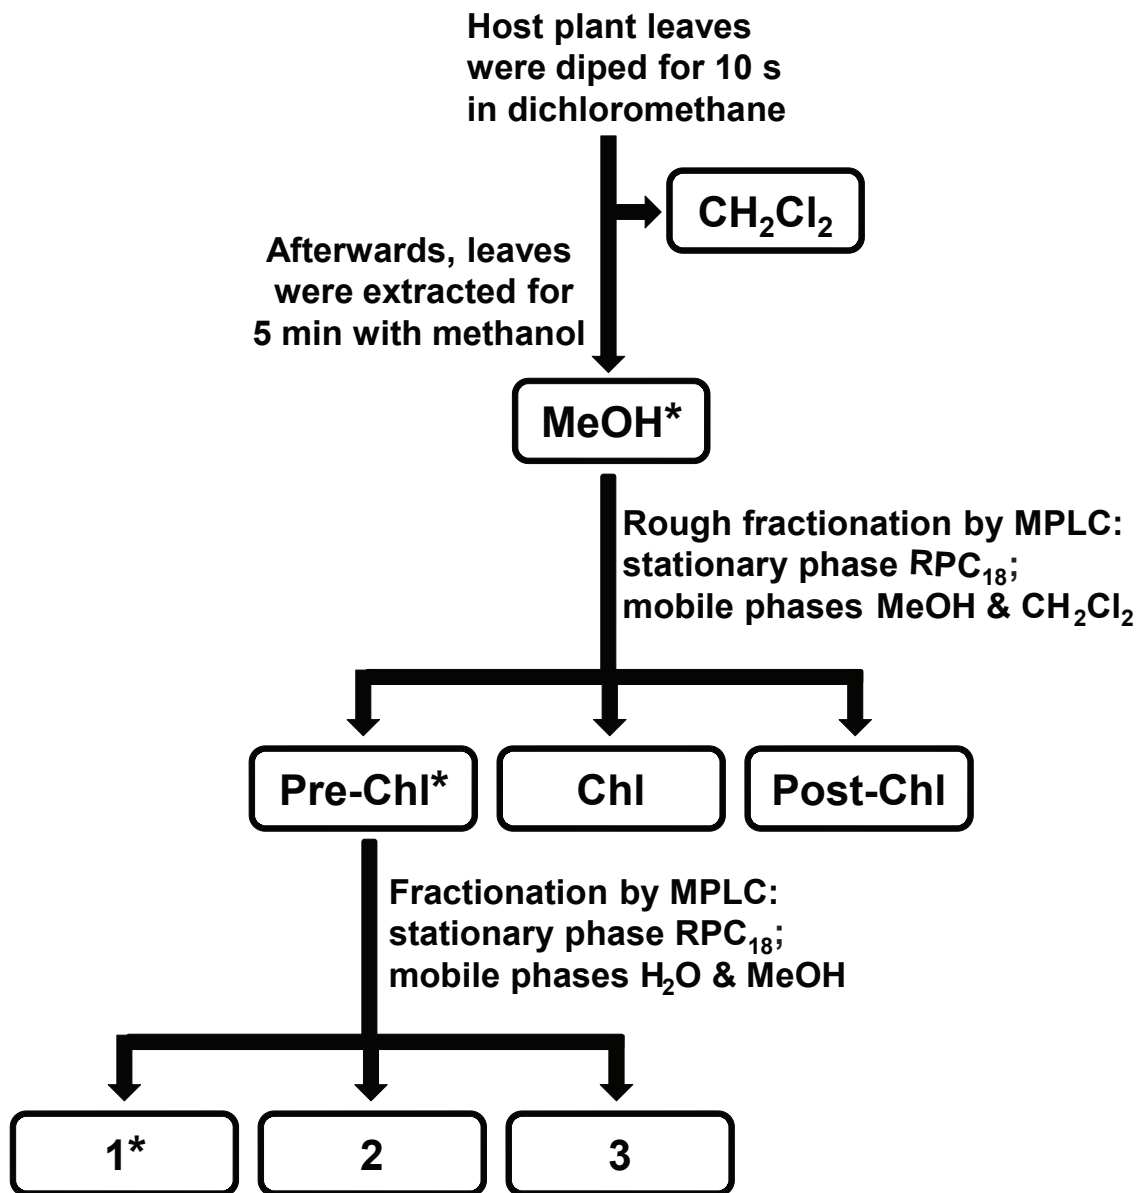 Host plant leaves
were diped for 10 s
in dichloromethane
CH₂Cl₂
Afterwards, leaves
were extracted for
5 min with methanol
MeOH*
Rough fractionation by MPLC:
stationary phase RPC₁₈;
mobile phases MeOH & CH₂Cl₂
Pre-Chl*
Chl
Post-Chl
Fractionation by MPLC:
stationary phase RPC₁₈;
mobile phases H₂O & MeOH
1*
2
3